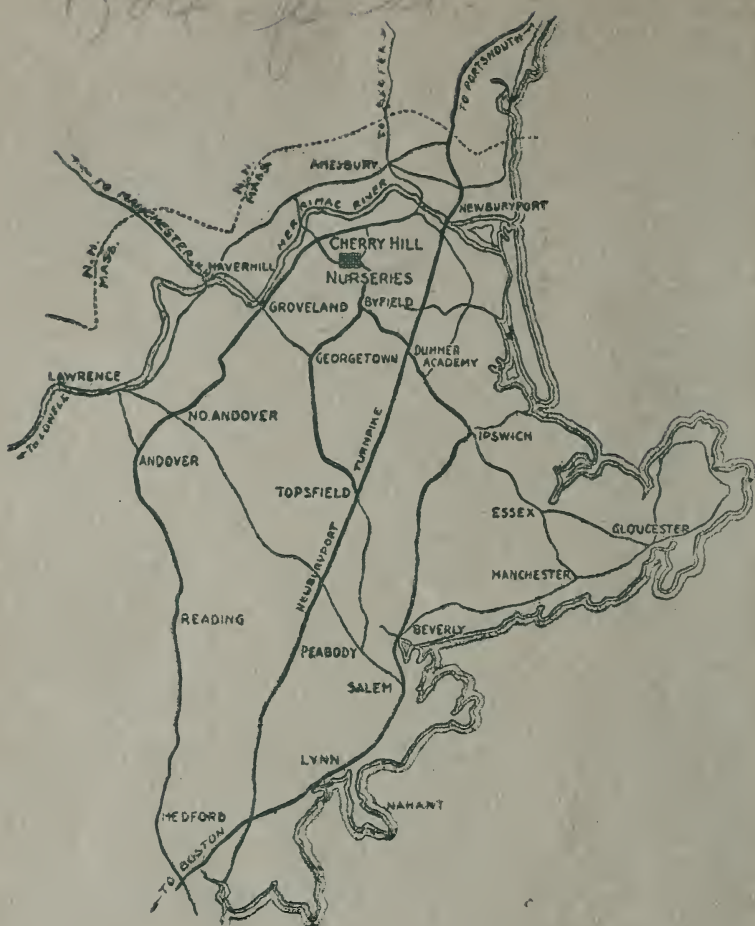 TO PORTSMOUTH
TO EXETER
AMESBURY
N.H.
MASS.
TO MANCHESTER
MERRIMAC RIVER
NEWBURYPORT
N.H.
MASS.
HAVERHILL
CHERRY HILL
NURSERIES
GROVELAND
BYFIELD
GEORGETOWN
DUMMER
ACADEMY
LAWRENCE
TO LOWELL
NO. ANDOVER
ANDOVER
IPSWICH
TOPSFIELD
NEWBURYPORT TURNPIKE
ESSEX
GLOUCESTER
MANCHESTER
READING
BEVERLY
PEABODY
SALEM
LYNN
NAHANT
MEDFORD
TO BOSTON